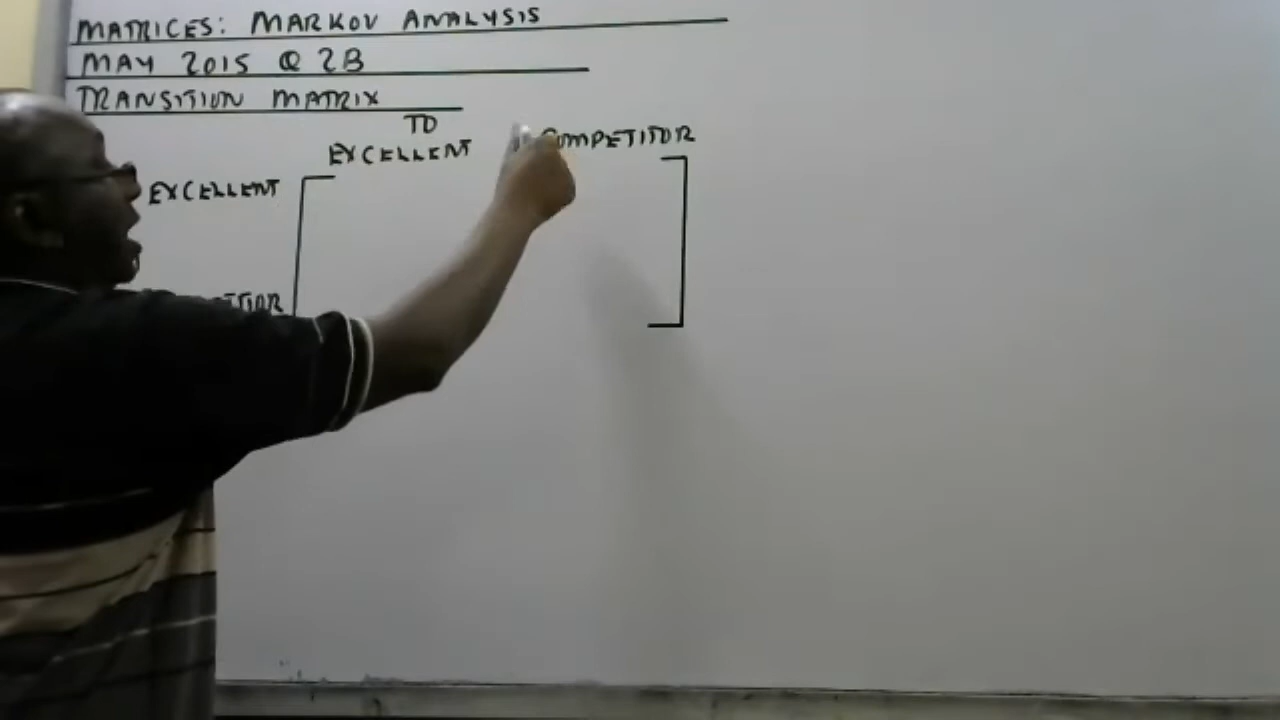 MATRICES: MARKOV ANALYSIS
MAY 2015 Q 2B
TRANSITION MATRIX
TO
EXCELLENT COMPETITOR
EXCELLENT